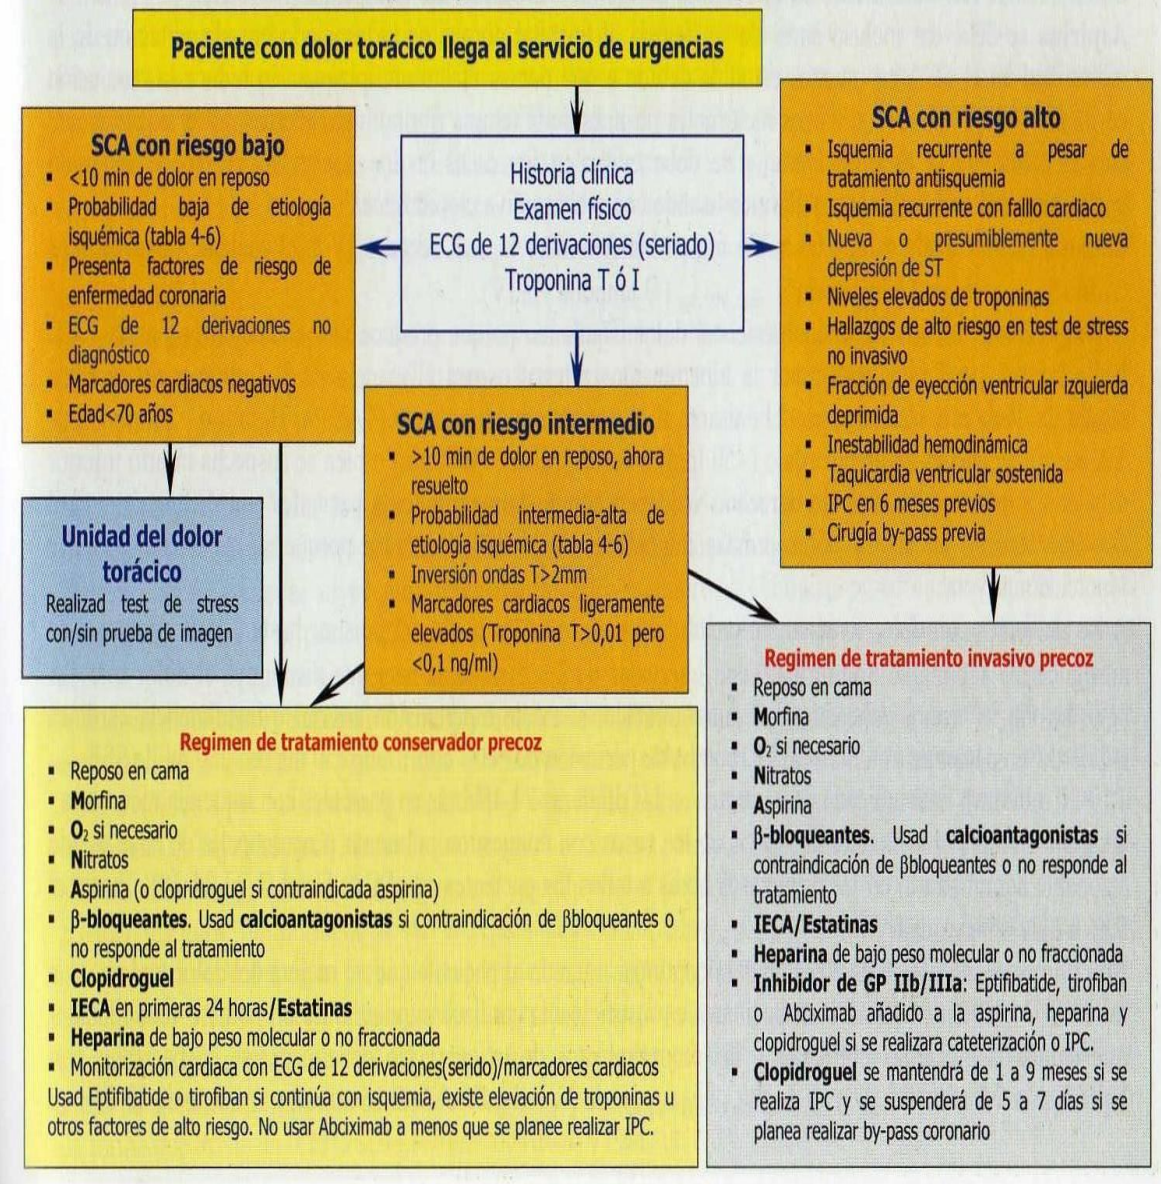 Paciente con dolor torácico llega al servicio de urgencias
Historia clínica
Examen físico
ECG de 12 derivaciones (seriado)
Troponina T ó I
SCA con riesgo bajo
▪ <10 min de dolor en reposo
▪ Probabilidad baja de etiología
isquémica (tabla 4-6)
▪ Presenta factores de riesgo de
enfermedad coronaria
▪ ECG de 12 derivaciones no
diagnóstico
▪ Marcadores cardiacos negativos
▪ Edad<70 años
SCA con riesgo intermedio
▪ >10 min de dolor en reposo, ahora
resuelto
▪ Probabilidad intermedia-alta de
etiología isquémica (tabla 4-6)
▪ Inversión ondas T>2mm
▪ Marcadores cardiacos ligeramente
elevados (Troponina T>0,01 pero
<0,1 ng/ml)
SCA con riesgo alto
▪ Isquemia recurrente a pesar de
tratamiento antiisquemia
▪ Isquemia recurrente con falllo cardiaco
▪ Nueva o presumiblemente nueva
depresión de ST
▪ Niveles elevados de troponinas
▪ Hallazgos de alto riesgo en test de stress
no invasivo
▪ Fracción de eyección ventricular izquierda
deprimida
▪ Inestabilidad hemodinámica
▪ Taquicardia ventricular sostenida
▪ IPC en 6 meses previos
▪ Cirugía by-pass previa
Unidad del dolor
torácico
Realizad test de stress
con/sin prueba de imagen
Regimen de tratamiento conservador precoz
▪ Reposo en cama
▪ Morfina
▪ O₂ si necesario
▪ Nitratos
▪ Aspirina (o clopridroguel si contraindicada aspirina)
▪ β-bloqueantes. Usad calcioantagonistas si contraindicación de βbloqueantes o
no responde al tratamiento
▪ Clopidroguel
▪ IECA en primeras 24 horas/Estatinas
▪ Heparina de bajo peso molecular o no fraccionada
▪ Monitorización cardiaca con ECG de 12 derivaciones(serido)/marcadores cardiacos
Usad Eptifibatide o tirofiban si continúa con isquemia, existe elevación de troponinas u
otros factores de alto riesgo. No usar Abciximab a menos que se planee realizar IPC.
Regimen de tratamiento invasivo precoz
▪ Reposo en cama
▪ Morfina
▪ O₂ si necesario
▪ Nitratos
▪ Aspirina
▪ β-bloqueantes. Usad calcioantagonistas si
contraindicación de βbloqueantes o no responde al
tratamiento
▪ IECA/Estatinas
▪ Heparina de bajo peso molecular o no fraccionada
▪ Inhibidor de GP IIb/IIIa: Eptifibatide, tirofiban
o Abciximab añadido a la aspirina, heparina y
clopidroguel si se realizara cateterización o IPC.
▪ Clopidroguel se mantendrá de 1 a 9 meses si se
realiza IPC y se suspenderá de 5 a 7 días si se
planea realizar by-pass coronario